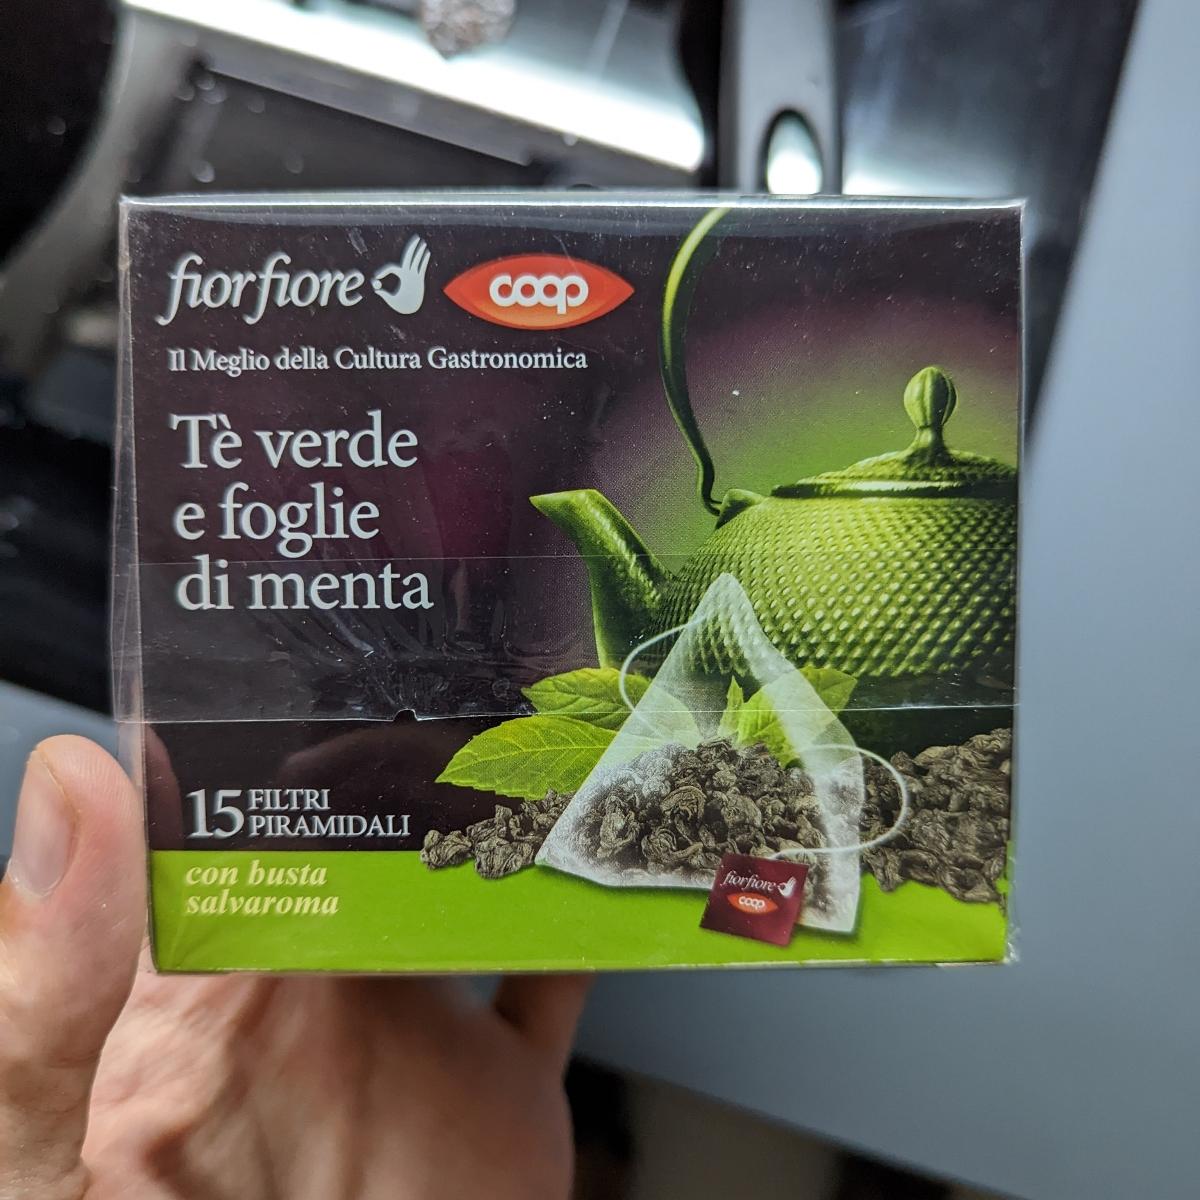 fiorfiore coop
Il Meglio della Cultura Gastronomica
Tè verde
e foglie
di menta
15 FILTRI
PIRAMIDALI
con busta
salvaroma
fiorfiore
coop